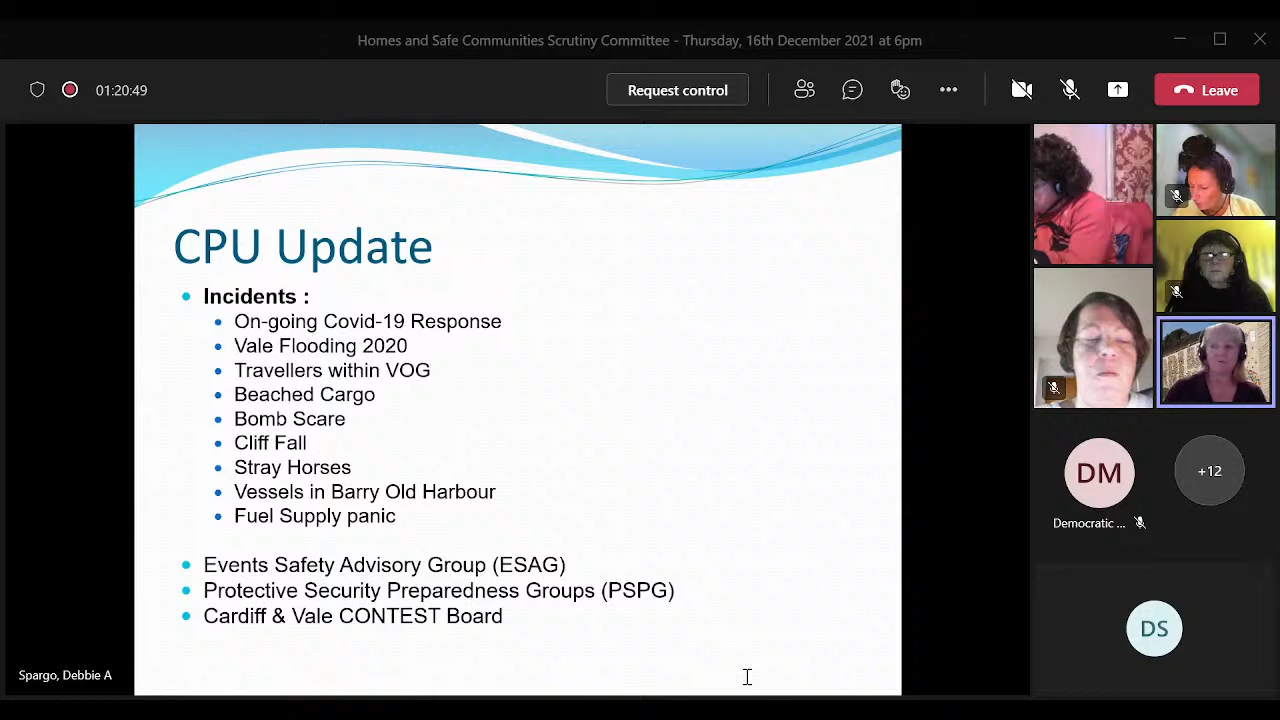 Homes and Safe Communities Scrutiny Committee - Thursday, 16th December 2021 at 6pm
01:20:49
Request control
Leave
CPU Update
Incidents :
On-going Covid-19 Response
Vale Flooding 2020
Travellers within VOG
Beached Cargo
Bomb Scare
Cliff Fall
Stray Horses
Vessels in Barry Old Harbour
Fuel Supply panic
Events Safety Advisory Group (ESAG)
Protective Security Preparedness Groups (PSPG)
Cardiff & Vale CONTEST Board
Spargo, Debbie A
DM
+12
Democratic ...
DS